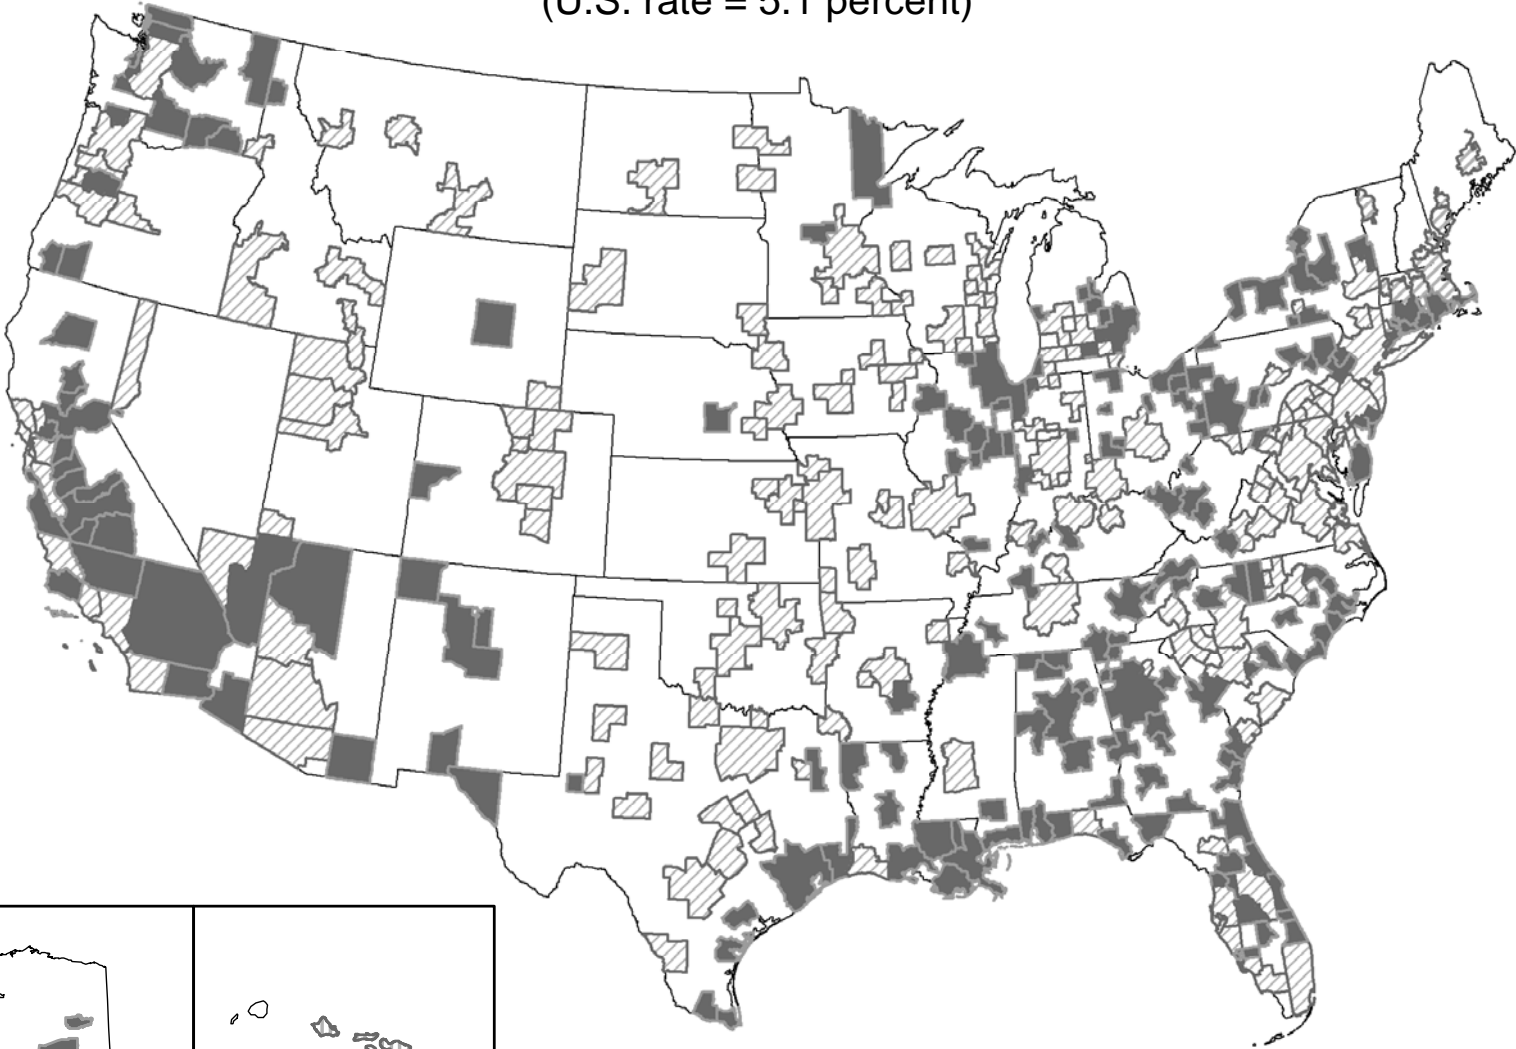 (U.S. rate = 5.1 percent)